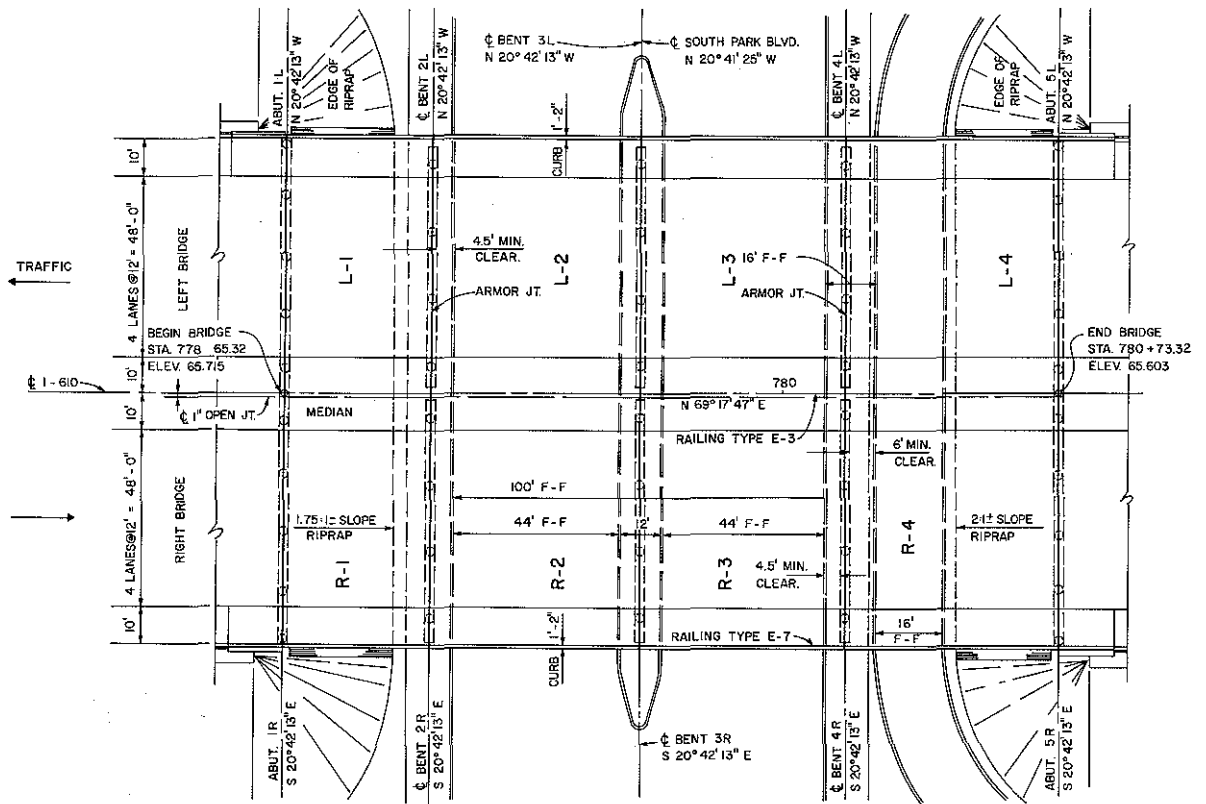 ABUT. 1 L
N 20° 42' 13" W
EDGE OF
RIPRAP
℄ BENT 2L
N 20° 42' 13" W
℄ BENT 3L
N 20° 42' 13" W
℄ SOUTH PARK BLVD.
N 20° 41' 25" W
℄ BENT 4L
N 20° 42' 13" W
EDGE OF
RIPRAP
ABUT. 5 L
N 20° 42' 13" W
1'-2"
CURB
10'
4 LANES@12' = 48'-0"
LEFT BRIDGE
TRAFFIC
L-1
4.5' MIN.
CLEAR.
L-2
L-3
16' F-F
L-4
ARMOR JT.
ARMOR JT.
BEGIN BRIDGE
STA. 778 65.32
ELEV. 65.715
END BRIDGE
STA. 780 + 73.32
ELEV. 65.603
10'
℄ I-610
780
℄ 1" OPEN JT.
MEDIAN
N 69° 17' 47" E
10'
RAILING TYPE E-3
6' MIN.
CLEAR.
4 LANES@12' = 48'-0"
RIGHT BRIDGE
100' F-F
1.75:1± SLOPE
RIPRAP
44' F-F
12'
44' F-F
2:1± SLOPE
RIPRAP
R-1
R-2
R-3
R-4
4.5' MIN.
CLEAR.
10'
1'-2"
CURB
RAILING TYPE E-7
16'
F-F
ABUT. 1R
S 20° 42' 13" E
℄ BENT 2R
S 20° 42' 13" E
℄ BENT 3R
S 20° 42' 13" E
℄ BENT 4R
S 20° 42' 13" E
ABUT. 5R
S 20° 42' 13" E